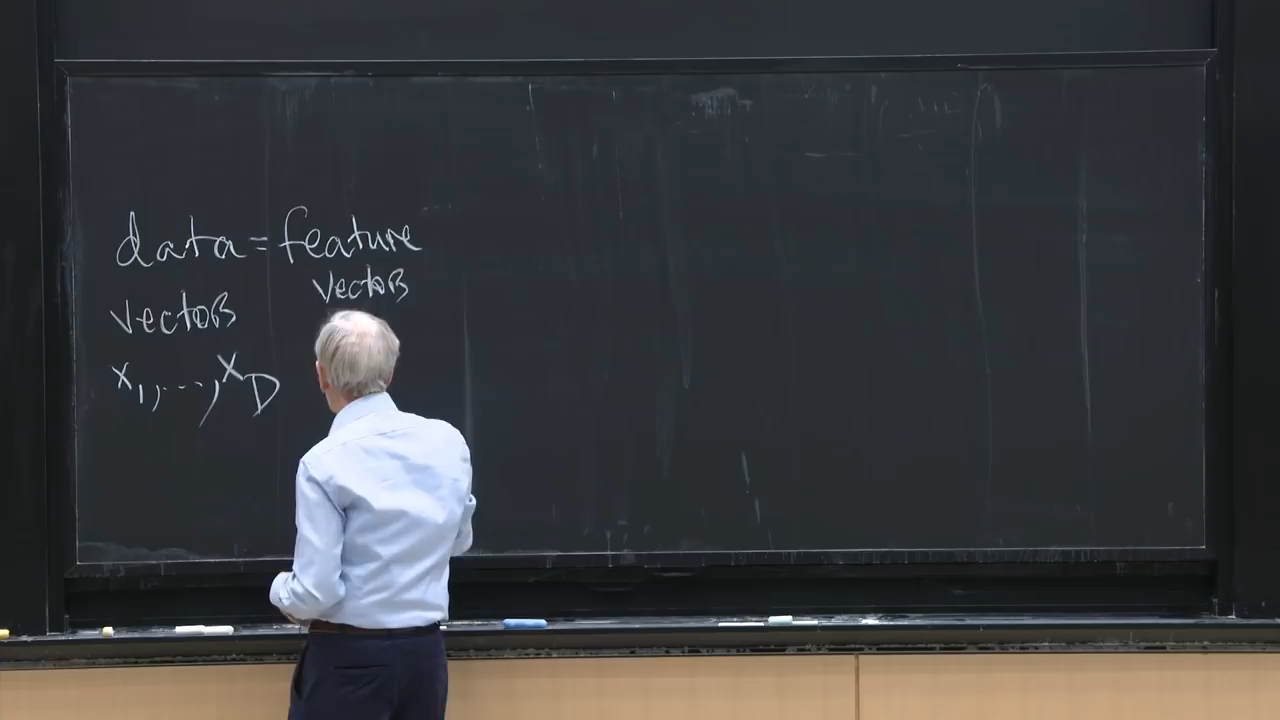 data = feature
vectors
vectors
x₁, ..., x_D